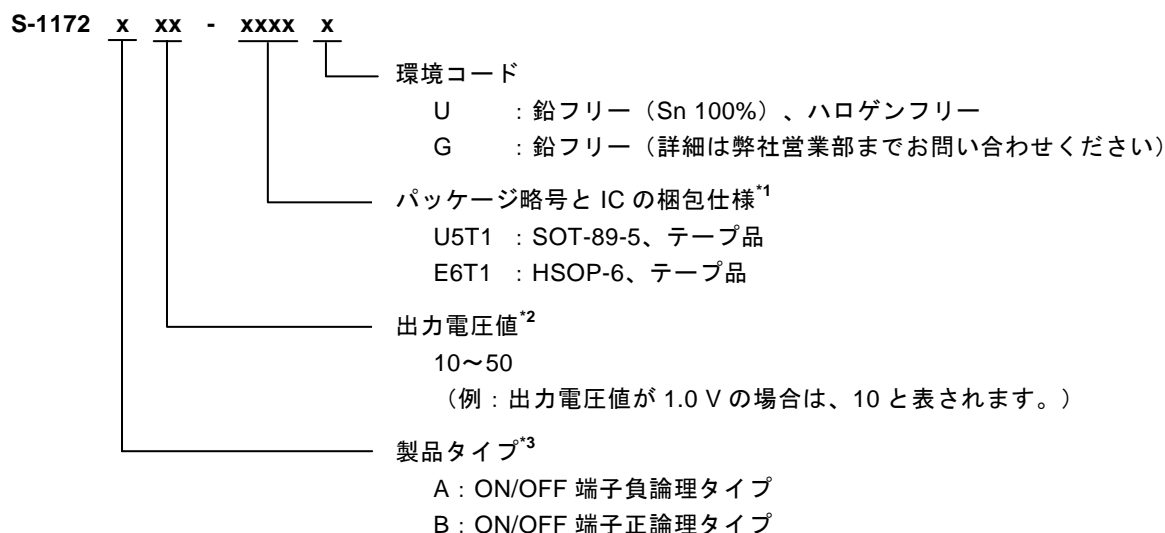 S-1172 x xx - xxxx x
環境コード
U ：鉛フリー（Sn 100%）、ハロゲンフリー
G ：鉛フリー（詳細は弊社営業部までお問い合わせください）
パッケージ略号と IC の梱包仕様*1
U5T1 ：SOT-89-5、テープ品
E6T1 ：HSOP-6、テープ品
出力電圧値*2
10～50
（例：出力電圧値が 1.0 V の場合は、10 と表されます。）
製品タイプ*3
A：ON/OFF 端子負論理タイプ
B：ON/OFF 端子正論理タイプ